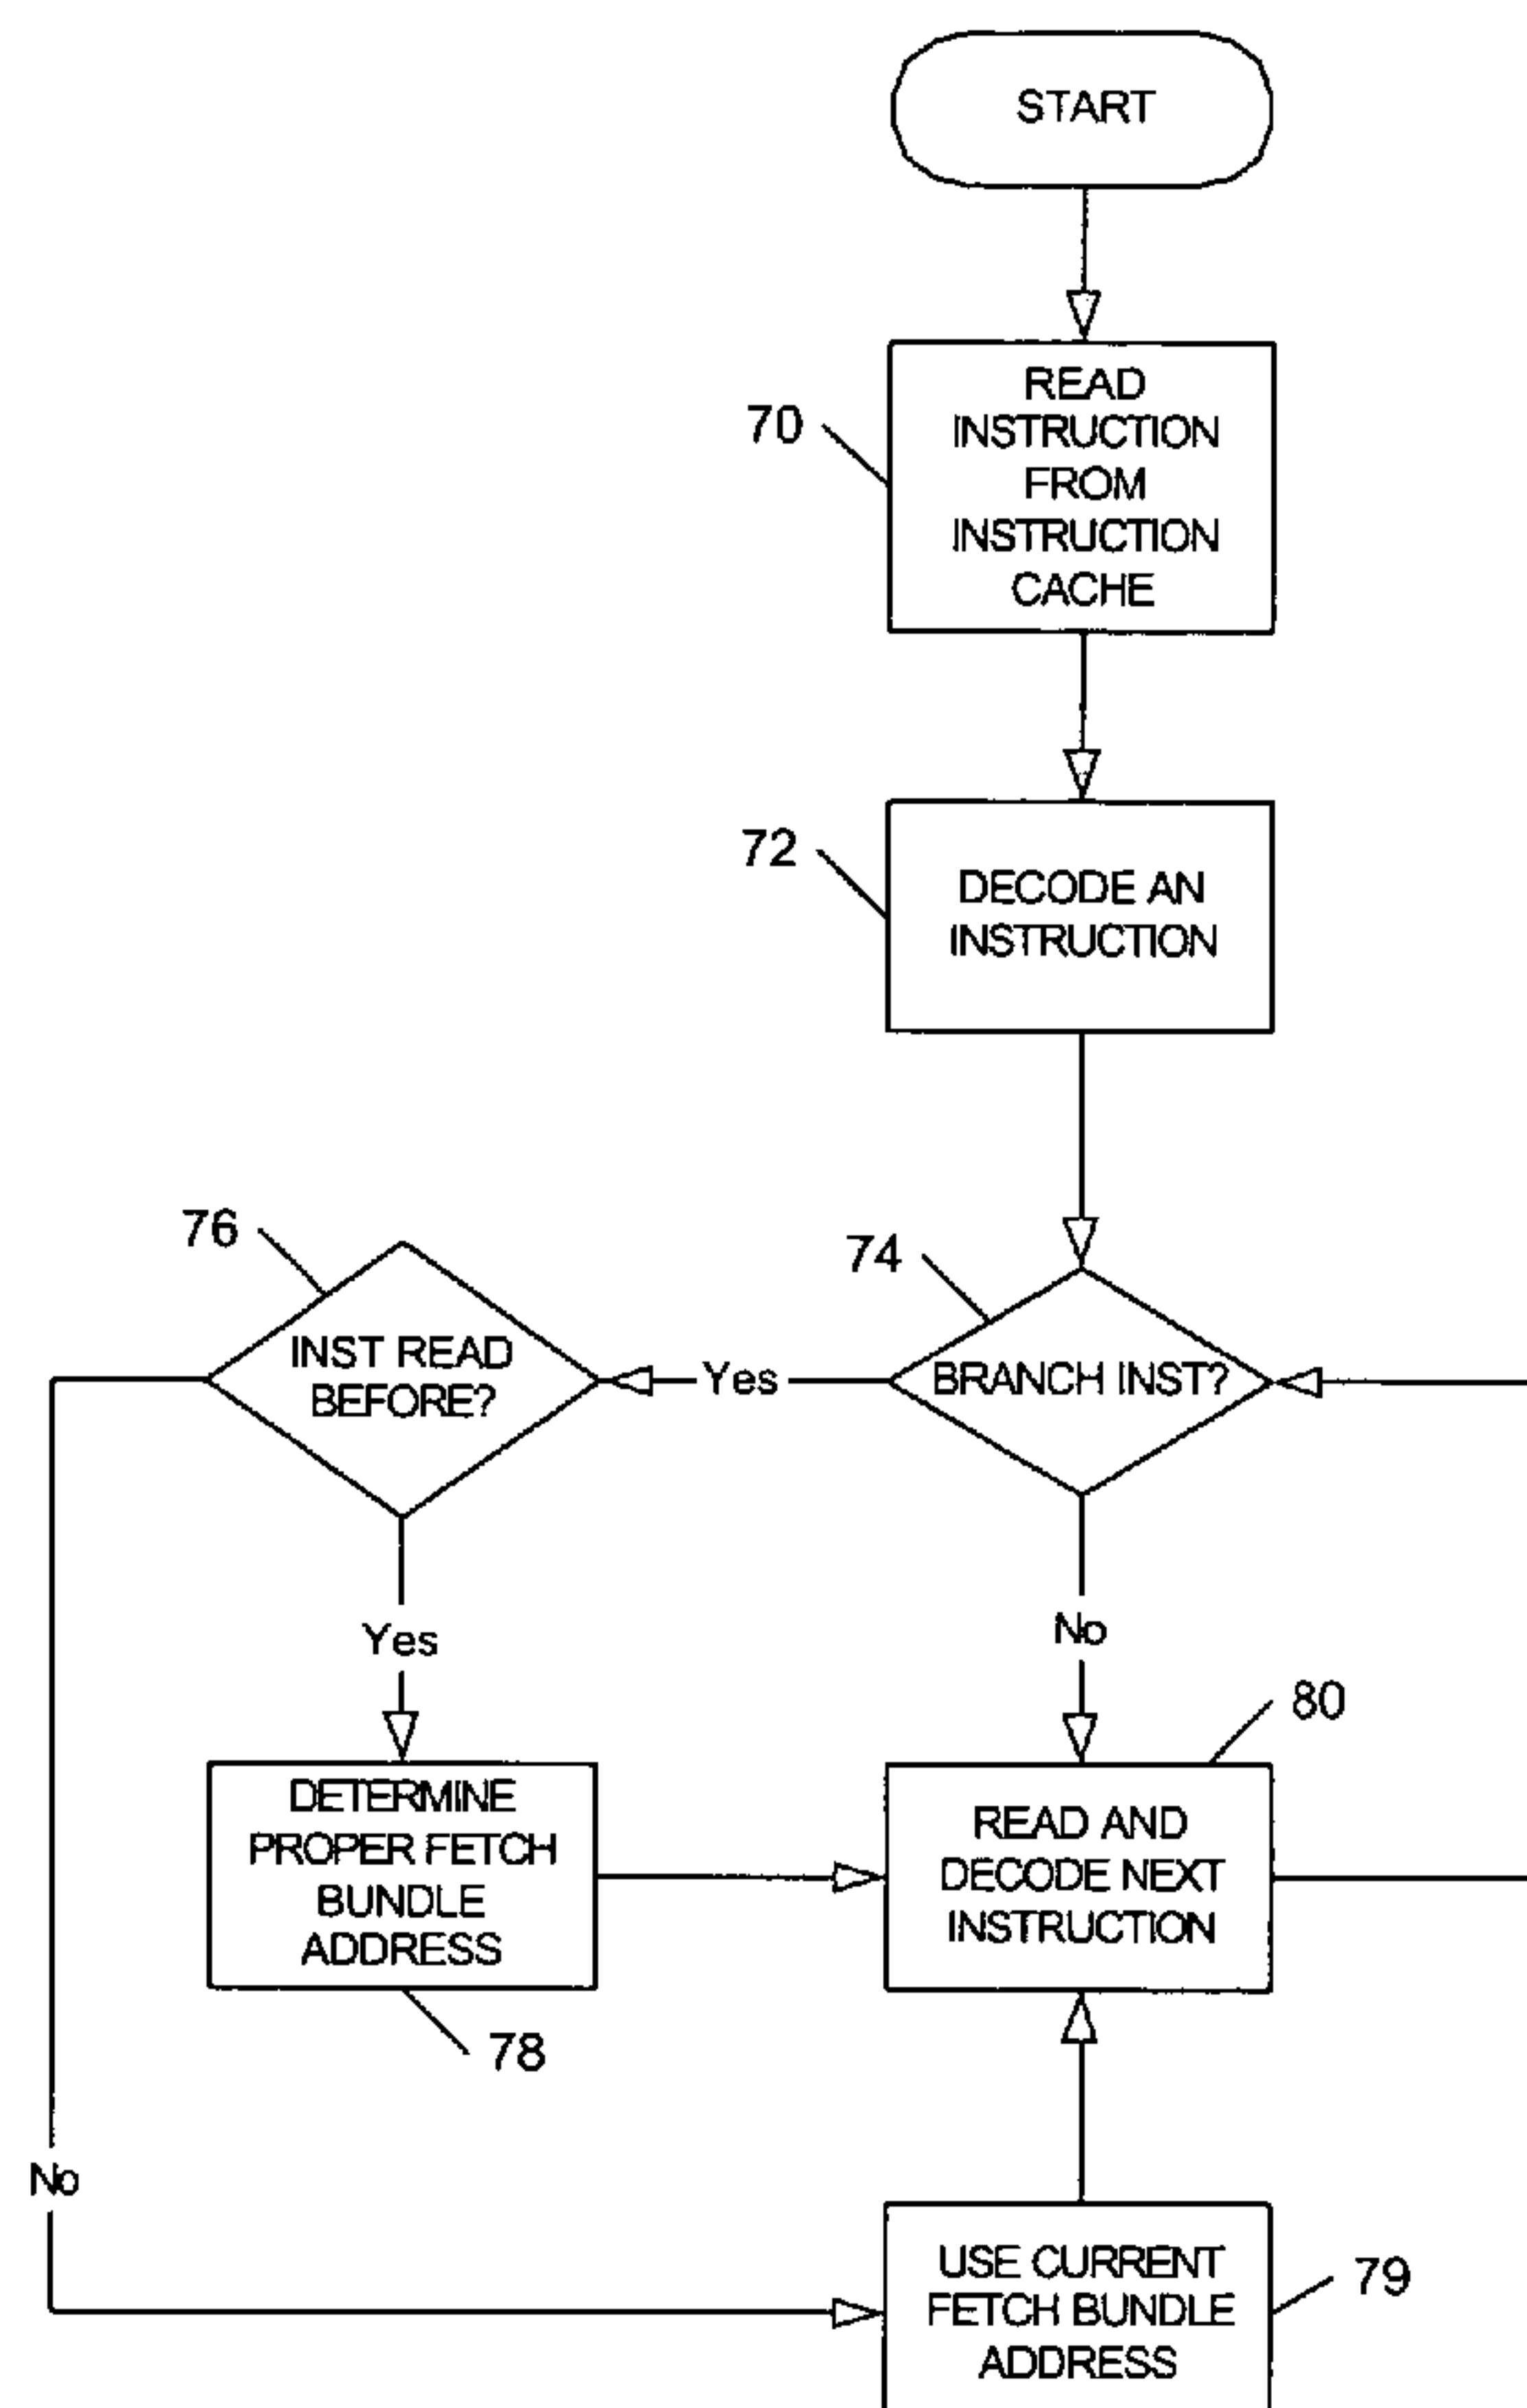 START
70
READ
INSTRUCTION
FROM
INSTRUCTION
CACHE
72
DECODE AN
INSTRUCTION
76
74
INST READ
BEFORE?
Yes
BRANCH INST?
Yes
No
80
DETERMINE
PROPER FETCH
BUNDLE
ADDRESS
READ AND
DECODE NEXT
INSTRUCTION
78
No
USE CURRENT
FETCH BUNDLE
ADDRESS
79